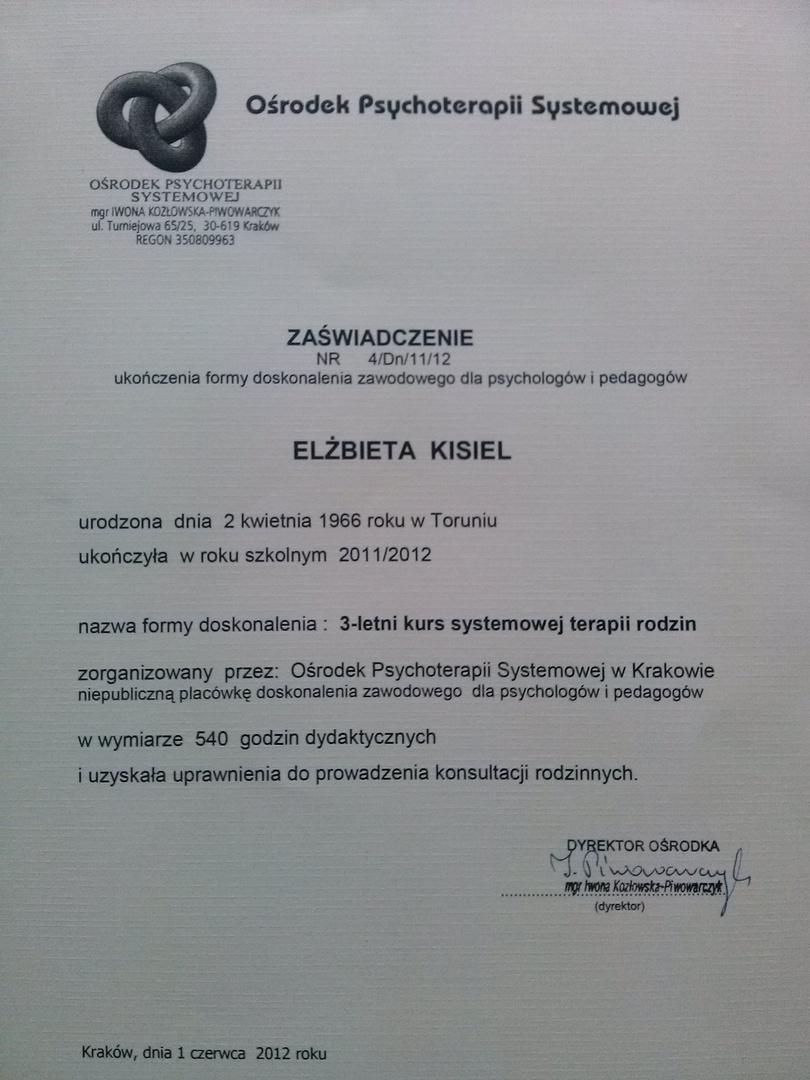 Ośrodek Psychoterapii Systemowej
OŚRODEK PSYCHOTERAPII
SYSTEMOWEJ
mgr IWONA KOZŁOWSKA-PIWOWARCZYK
ul. Turniejowa 65/25, 30-619 Kraków
REGON 350809963
ZAŚWIADCZENIE
NR 4/Dn/11/12
ukończenia formy doskonalenia zawodowego dla psychologów i pedagogów
ELŻBIETA KISIEL
urodzona dnia 2 kwietnia 1966 roku w Toruniu
ukończyła w roku szkolnym 2011/2012
nazwa formy doskonalenia : 3-letni kurs systemowej terapii rodzin
zorganizowany przez: Ośrodek Psychoterapii Systemowej w Krakowie
niepubliczną placówkę doskonalenia zawodowego dla psychologów i pedagogów
w wymiarze 540 godzin dydaktycznych
i uzyskała uprawnienia do prowadzenia konsultacji rodzinnych.
DYREKTOR OŚRODKA
I. Piwowarczyk
mgr Iwona Kozłowska-Piwowarczyk
(dyrektor)
Kraków, dnia 1 czerwca 2012 roku